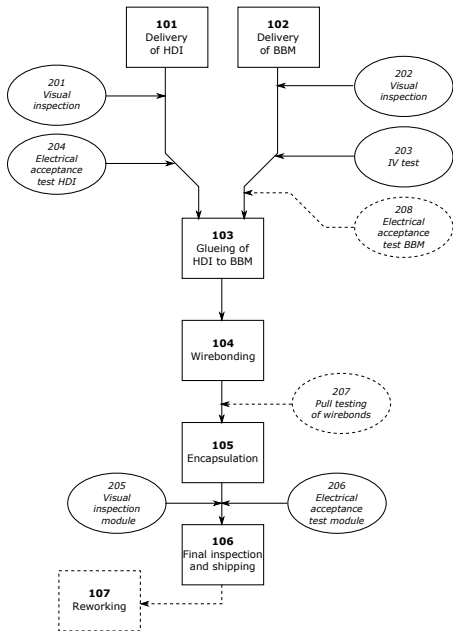 101
Delivery
of HDI
102
Delivery
of BBM
201
Visual
inspection
202
Visual
inspection
204
Electrical
acceptance
test HDI
203
IV test
208
Electrical
acceptance
test BBM
103
Glueing of
HDI to BBM
104
Wirebonding
207
Pull testing
of wirebonds
105
Encapsulation
205
Visual
inspection
module
206
Electrical
acceptance
test module
106
Final inspection
and shipping
107
Reworking